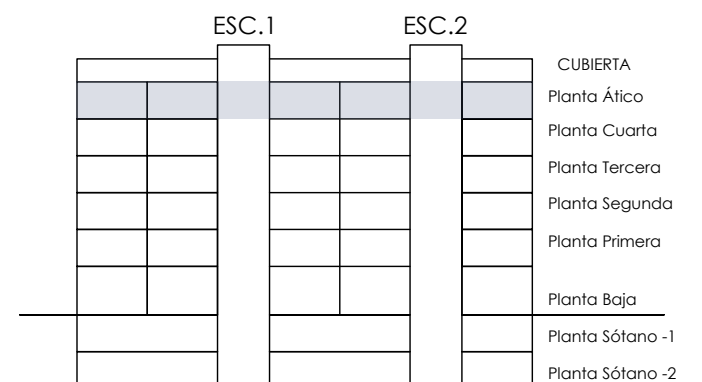 ESC.1 ESC.2
CUBIERTA
Planta Ático
Planta Cuarta
Planta Tercera
Planta Segunda
Planta Primera
Planta Baja
Planta Sótano -1
Planta Sótano -2